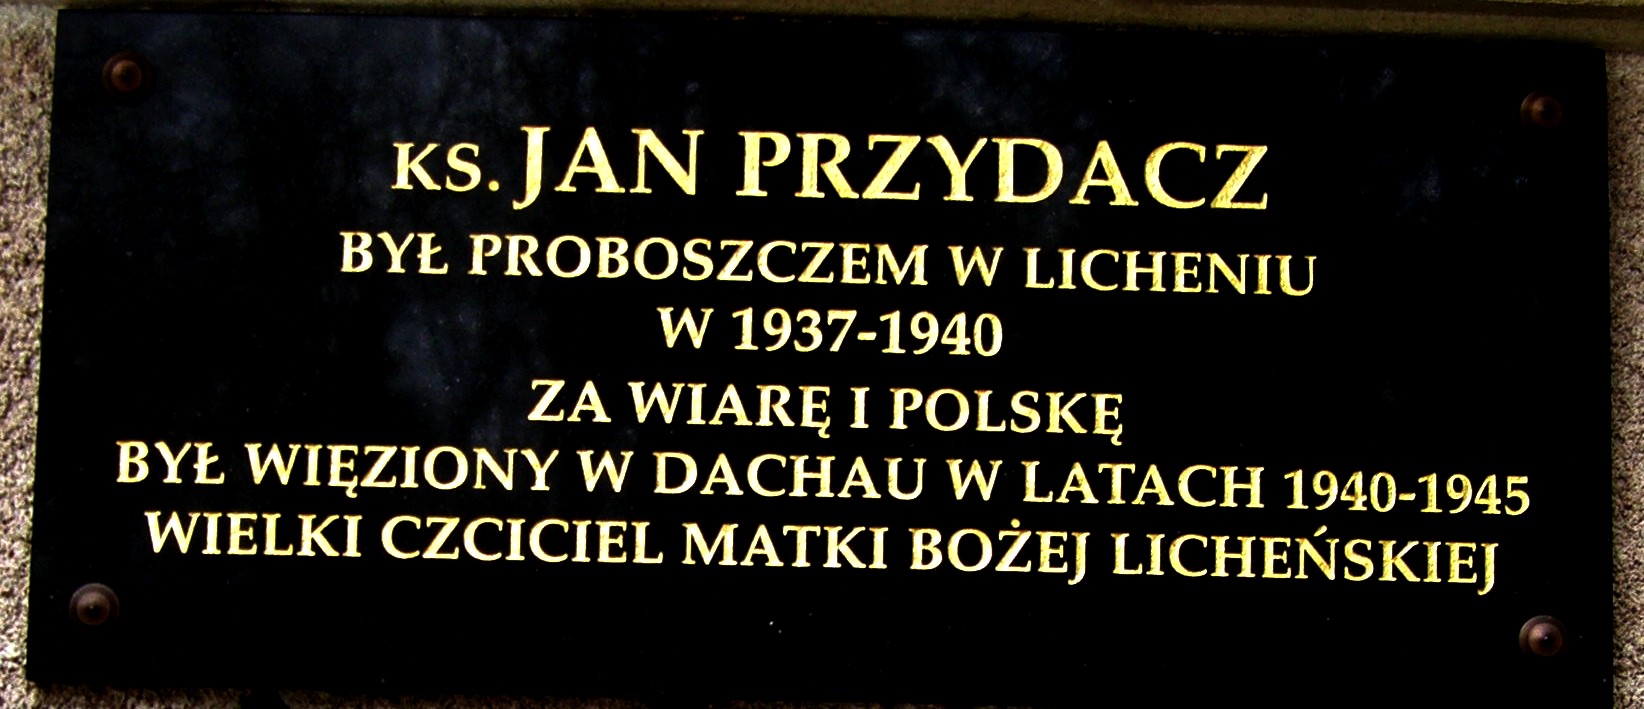 KS. JAN PRZYDACZ
BYŁ PROBOSZCZEM W LICHENIU
W 1937-1940
ZA WIARĘ I POLSKĘ
BYŁ WIĘZIONY W DACHAU W LATACH 1940-1945
WIELKI CZCICIEL MATKI BOŻEJ LICHEŃSKIEJ